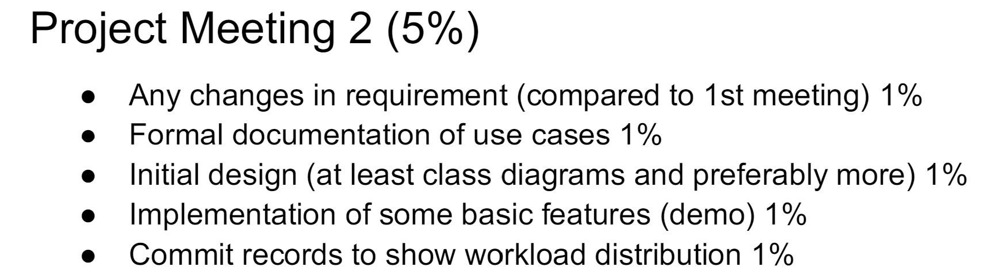 Project Meeting 2 (5%)
● Any changes in requirement (compared to 1st meeting) 1%
● Formal documentation of use cases 1%
● Initial design (at least class diagrams and preferably more) 1%
● Implementation of some basic features (demo) 1%
● Commit records to show workload distribution 1%